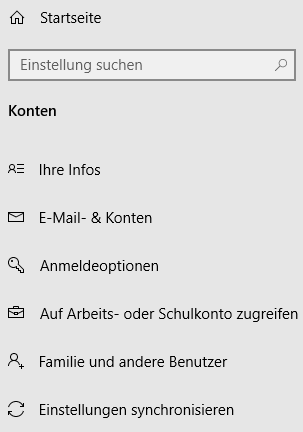 Startseite
Einstellung suchen
Konten
Ihre Infos
E-Mail- & Konten
Anmeldeoptionen
Auf Arbeits- oder Schulkonto zugreifen
Familie und andere Benutzer
Einstellungen synchronisieren